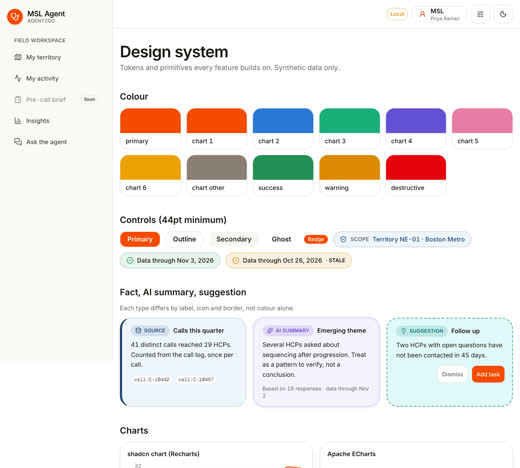 MSL Agent
AGENT2GO
FIELD WORKSPACE
My territory
My activity
Pre-call brief Soon
Insights
Ask the agent
Local
MSL
Priya Raman
Design system
Tokens and primitives every feature builds on. Synthetic data only.
Colour
primary chart 1 chart 2 chart 3 chart 4 chart 5
chart 6 chart other success warning destructive
Controls (44pt minimum)
Primary Outline Secondary Ghost Badge SCOPE Territory NE-01 · Boston Metro
Data through Nov 3, 2026 Data through Oct 26, 2026 · STALE
Fact, AI summary, suggestion
Each type differs by label, icon and border, not colour alone.
SOURCE Calls this quarter
41 distinct calls reached 29 HCPs.
Counted from the call log, once per
call.
call:C-10442 call:C-10457
AI SUMMARY Emerging theme
Several HCPs asked about
sequencing after progression. Treat
as a pattern to verify, not a
conclusion.
Based on 18 responses · data through Nov
2
SUGGESTION Follow up
Two HCPs with open questions have
not been contacted in 45 days.
Dismiss Add task
Charts
shadcn chart (Recharts) Apache ECharts
32